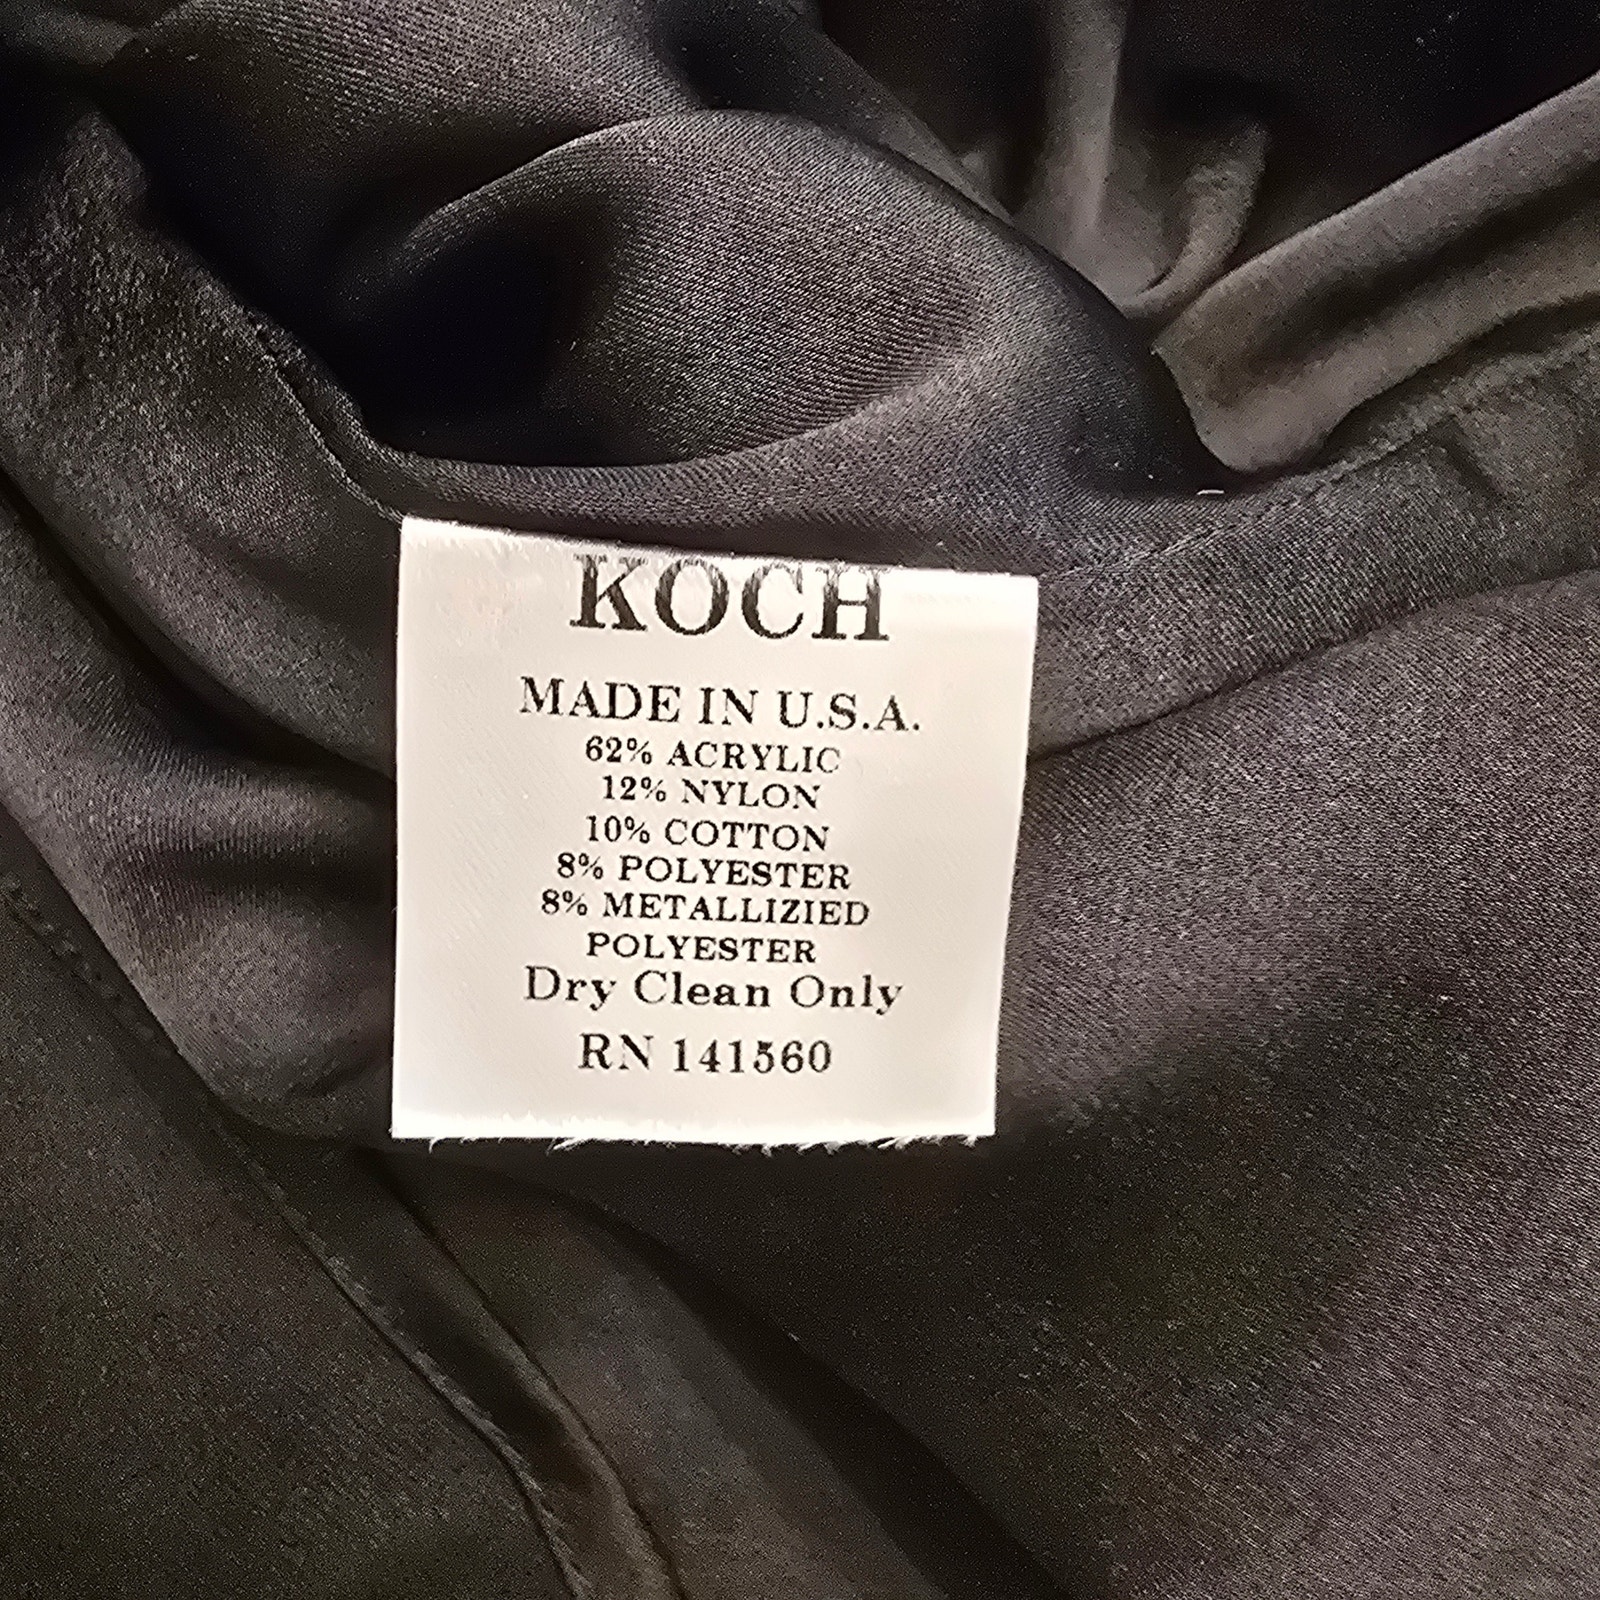 KOCH
MADE IN U.S.A.
62% ACRYLIC
12% NYLON
10% COTTON
8% POLYESTER
8% METALLIZIED
POLYESTER
Dry Clean Only
RN 141560